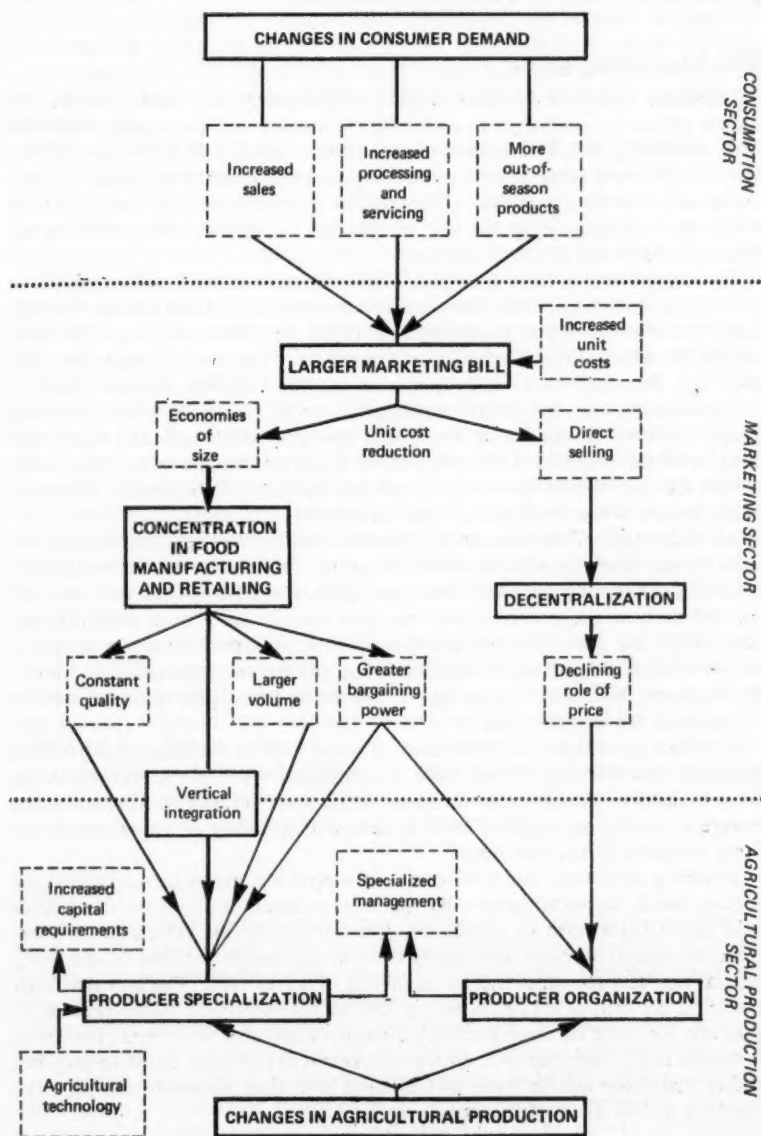 CHANGES IN CONSUMER DEMAND
CONSUMPTION
SECTOR
Increased
sales
Increased
processing
and
servicing
More
out-of-
season
products
Increased
unit
costs
LARGER MARKETING BILL
Economies
of
size
Unit cost
reduction
Direct
selling
MARKETING SECTOR
CONCENTRATION
IN FOOD
MANUFACTURING
AND RETAILING
DECENTRALIZATION
Constant
quality
Larger
volume
Greater
bargaining
power
Declining
role of
price
Vertical
integration
AGRICULTURAL PRODUCTION
SECTOR
Increased
capital
requirements
Specialized
management
PRODUCER SPECIALIZATION
PRODUCER ORGANIZATION
Agricultural
technology
CHANGES IN AGRICULTURAL PRODUCTION